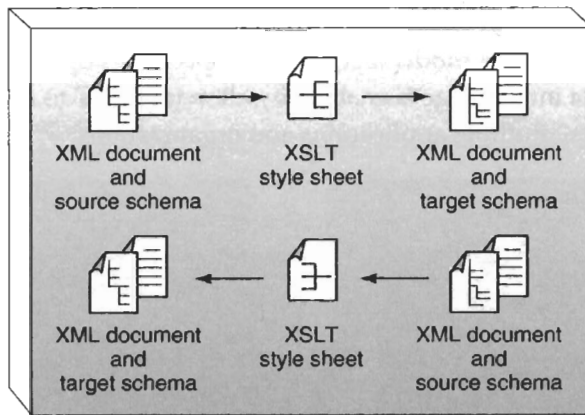 XML document
and
source schema
XSLT
style sheet
XML document
and
target schema
XML document
and
target schema
XSLT
style sheet
XML document
and
source schema